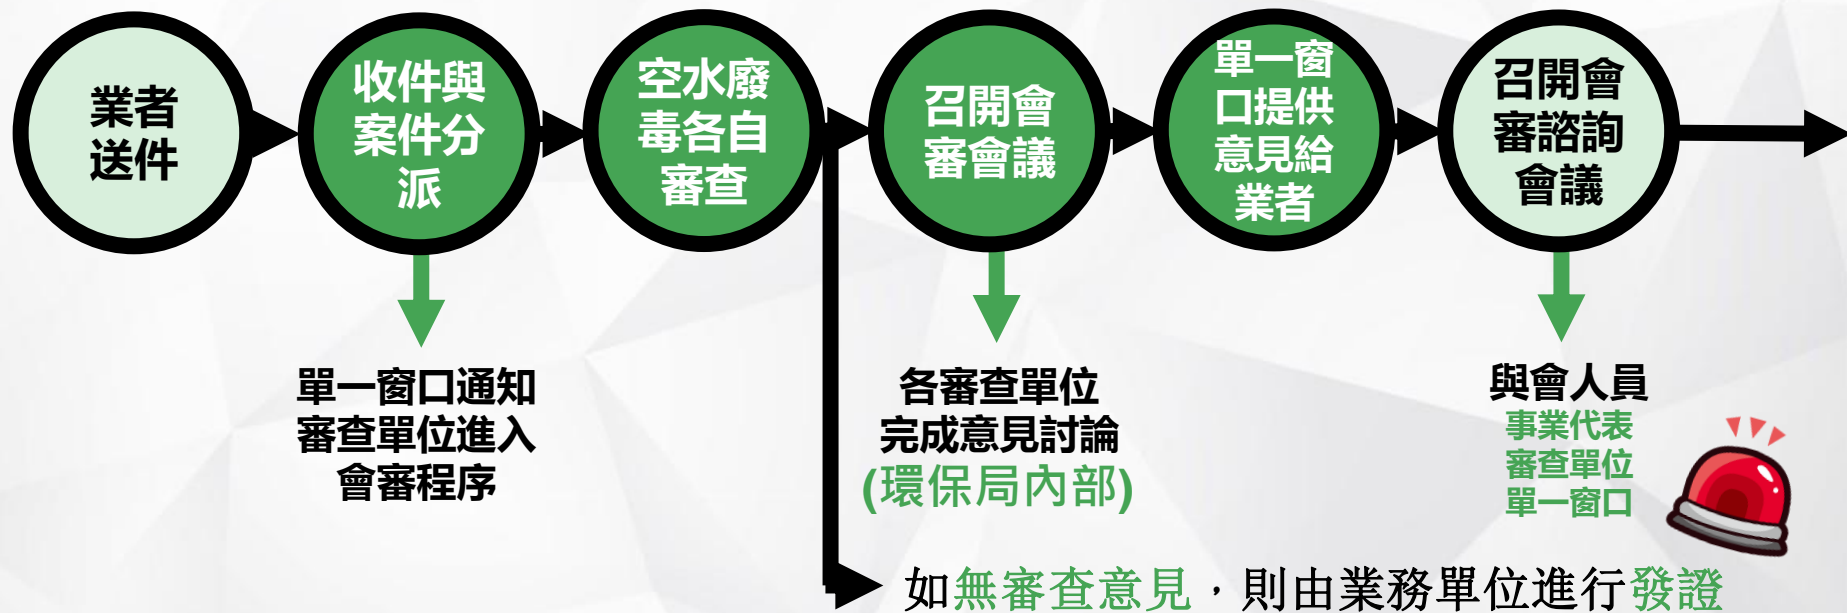 業者
送件
收件與
案件分
派
空水廢
毒各自
審查
召開會
審會議
單一窗
口提供
意見給
業者
召開會
審諮詢
會議
單一窗口通知
審查單位進入
會審程序
各審查單位
完成意見討論
(環保局內部)
與會人員
事業代表
審查單位
單一窗口
如無審查意見，則由業務單位進行發證